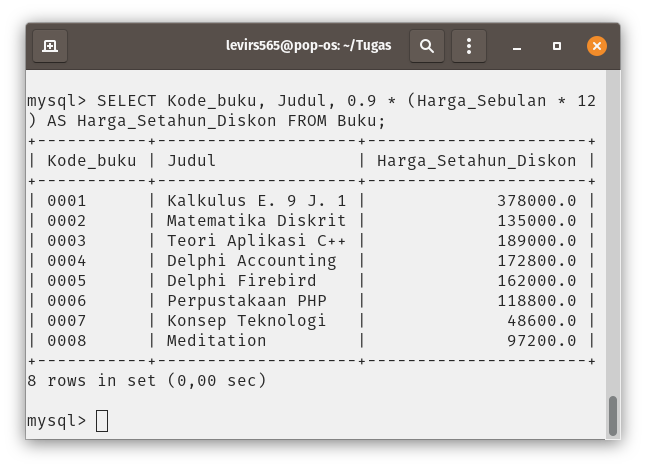 levirs565@pop-os: ~/Tugas
mysql> SELECT Kode_buku, Judul, 0.9 * (Harga_Sebulan * 12
) AS Harga_Setahun_Diskon FROM Buku;
+-----------+--------------------+----------------------+
| Kode_buku | Judul              | Harga_Setahun_Diskon |
+-----------+--------------------+----------------------+
| 0001      | Kalkulus E. 9 J. 1 |             378000.0 |
| 0002      | Matematika Diskrit |             135000.0 |
| 0003      | Teori Aplikasi C++ |             189000.0 |
| 0004      | Delphi Accounting  |             172800.0 |
| 0005      | Delphi Firebird    |             162000.0 |
| 0006      | Perpustakaan PHP   |             118800.0 |
| 0007      | Konsep Teknologi   |              48600.0 |
| 0008      | Meditation         |              97200.0 |
+-----------+--------------------+----------------------+
8 rows in set (0,00 sec)
mysql>